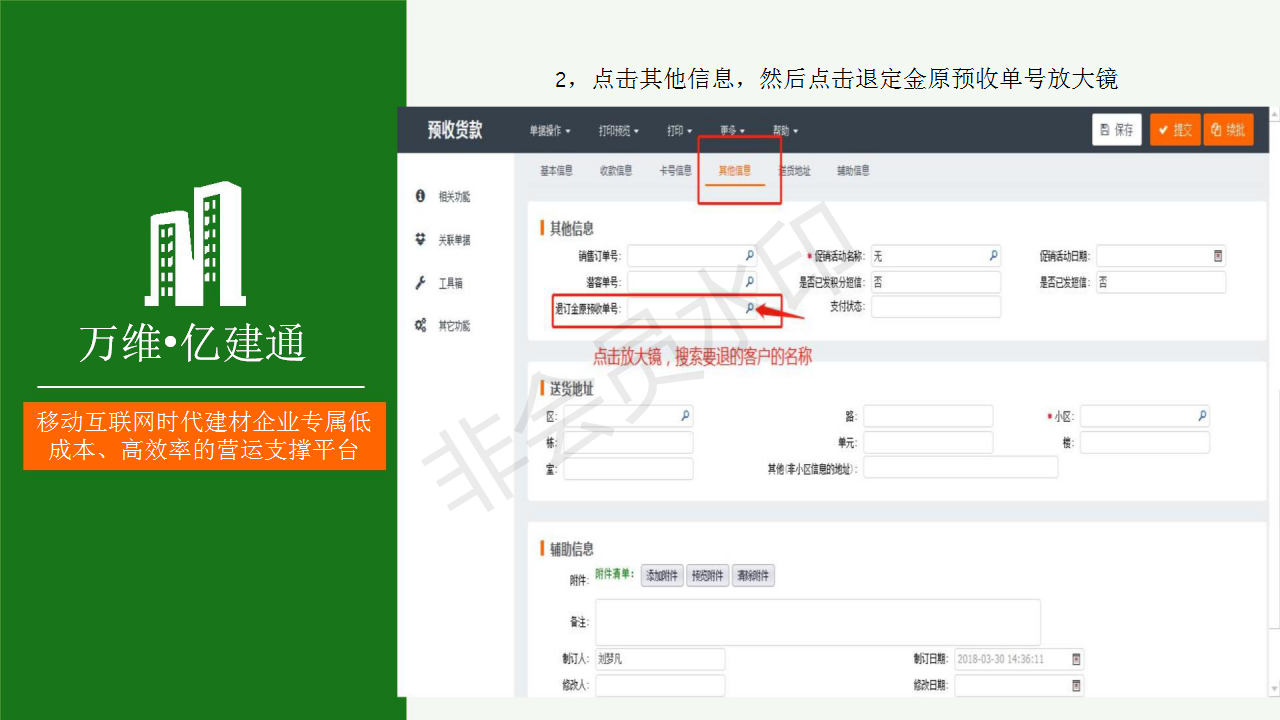 2，点击其他信息，然后点击退定金原预收单号放大镜
万维•亿建通
移动互联网时代建材企业专属低
成本、高效率的营运支撑平台
预收货款 单据操作 打印预览 打印 更多 帮助 保存 提交 续批
基本信息 收款信息 卡号信息 其他信息 送货地址 辅助信息
相关功能
关联单据
工具箱
其它功能
其他信息
销售订单号: * 促销活动名称: 无 促销活动日期:
潜客单号: 是否已发积分短信: 否 是否已发短信: 否
退订金原预收单号: 支付状态:
点击放大镜，搜索要退的客户的名称
送货地址
区: 路: * 小区:
栋: 单元: 楼:
室: 其他(非小区信息的地址):
辅助信息
附件: 附件清单: 添加附件 预览附件 清除附件
备注:
制订人: 刘梦凡 制订日期: 2018-03-30 14:36:11
修改人: 修改日期:
非会员水印